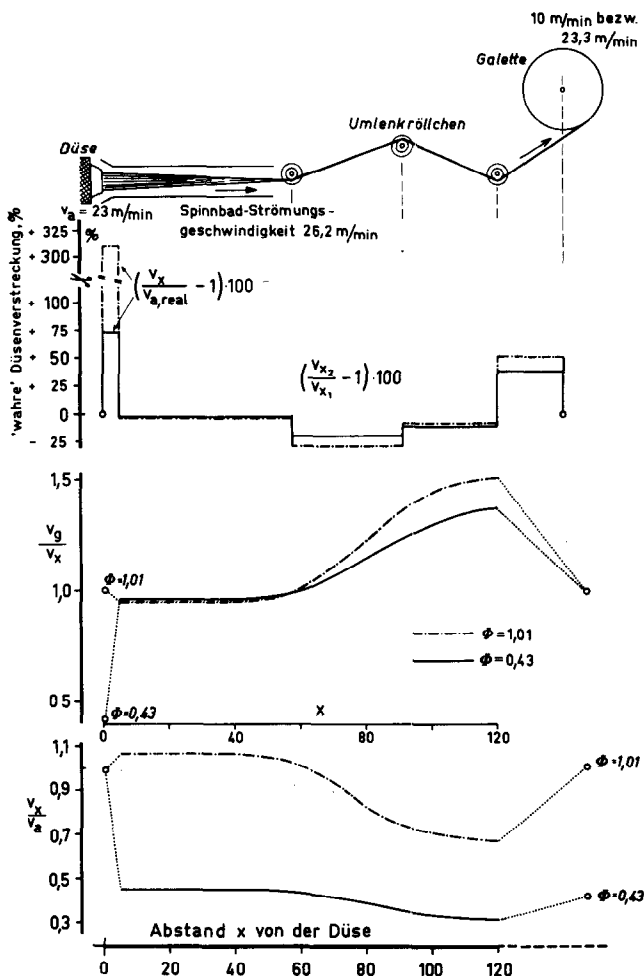 10 m/min bezw.
23,3 m/min
Galette
Umlenkröllchen
Düse
v_a = 23 m/min
Spinnbad-Strömungs-
geschwindigkeit 26,2 m/min
'wahre' Düsenverstreckung, %
+ 325 %
+ 300
+ 100
+ 75
+ 50
+ 25
0
- 25
(v_x / v_a,real - 1) · 100
(v_x2 / v_x1 - 1) · 100
1,5
v_g / v_x
1,0
0 5
Φ=1,01
Φ=0,43
Φ = 1,01
Φ = 0,43
x
0 20 40 60 80 100 120
1,1
0,9
v_x / v_a
0,7
0,5
0,3
Φ=1,01
Φ=0,43
Abstand x von der Düse
0 20 40 60 80 100 120